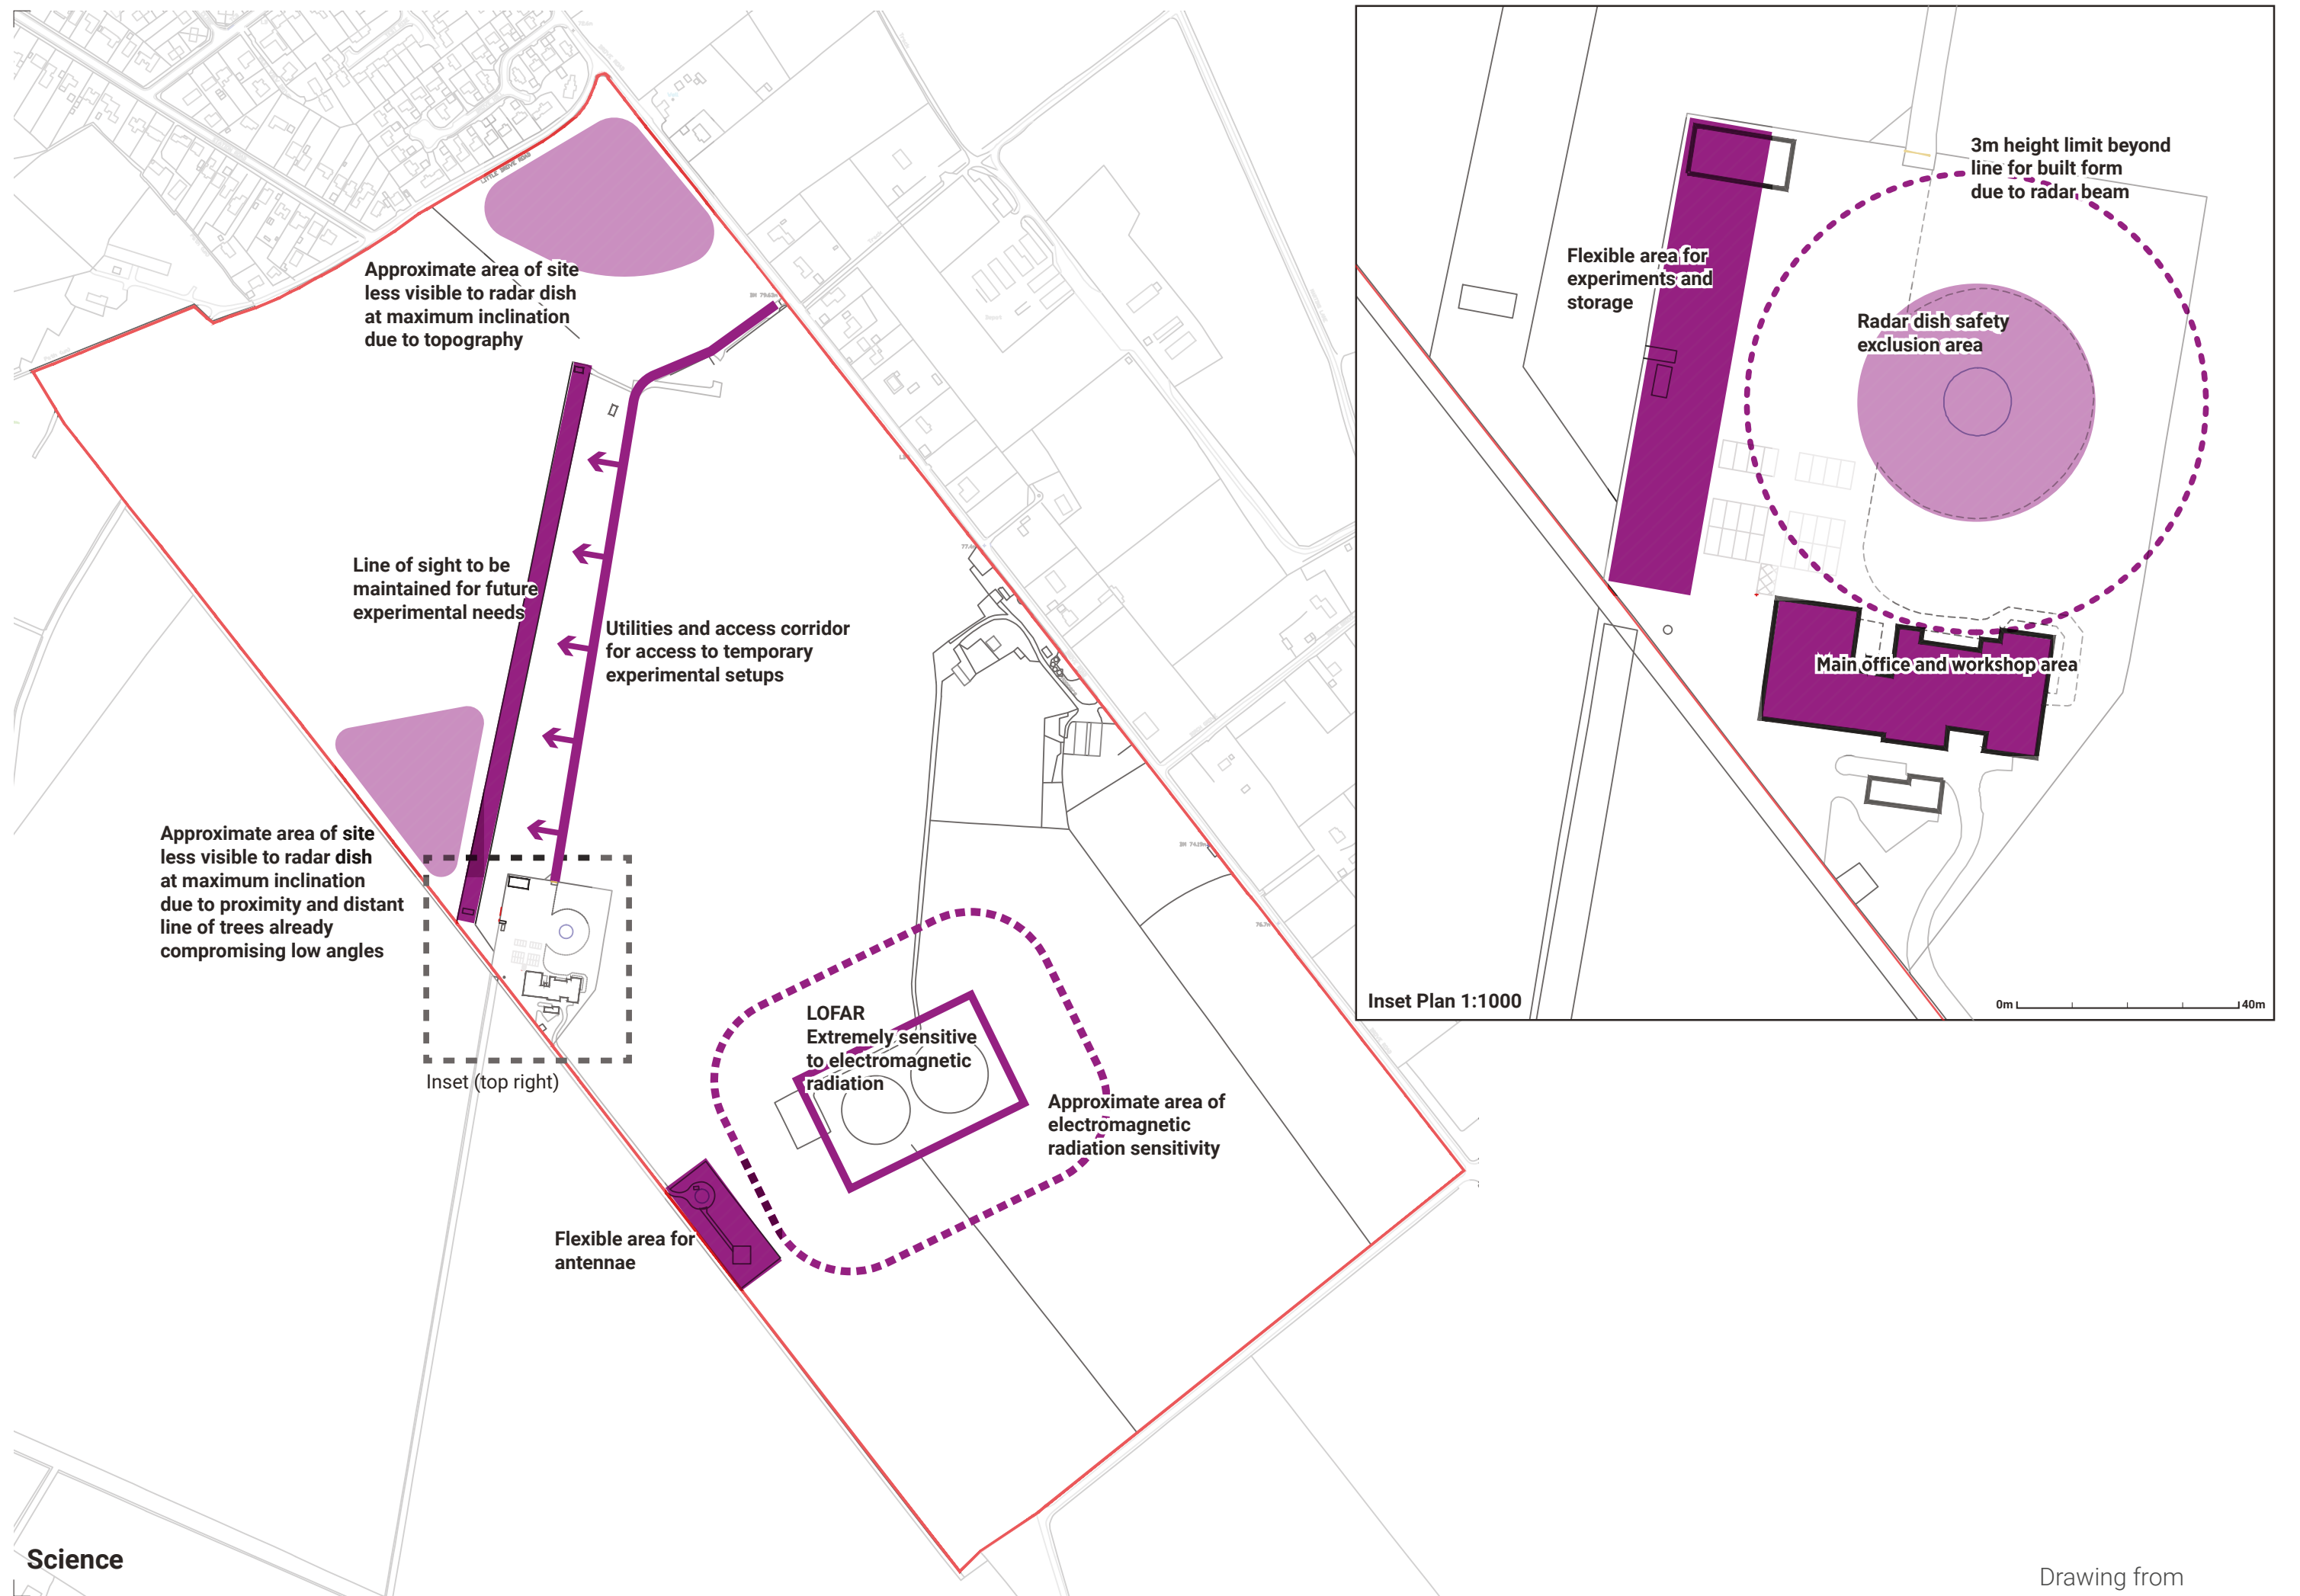 LITTLE DROVE ROAD
Approximate area of site
less visible to radar dish
at maximum inclination
due to topography
Line of sight to be
maintained for future
experimental needs
Utilities and access corridor
for access to temporary
experimental setups
Approximate area of site
less visible to radar dish
at maximum inclination
due to proximity and distant
line of trees already
compromising low angles
Inset (top right)
LOFAR
Extremely sensitive
to electromagnetic
radiation
Approximate area of
electromagnetic
radiation sensitivity
Flexible area for
antennae
3m height limit beyond
line for built form
due to radar beam
Flexible area for
experiments and
storage
Radar dish safety
exclusion area
Main office and workshop area
Inset Plan 1:1000
0m
40m
Science
Drawing from